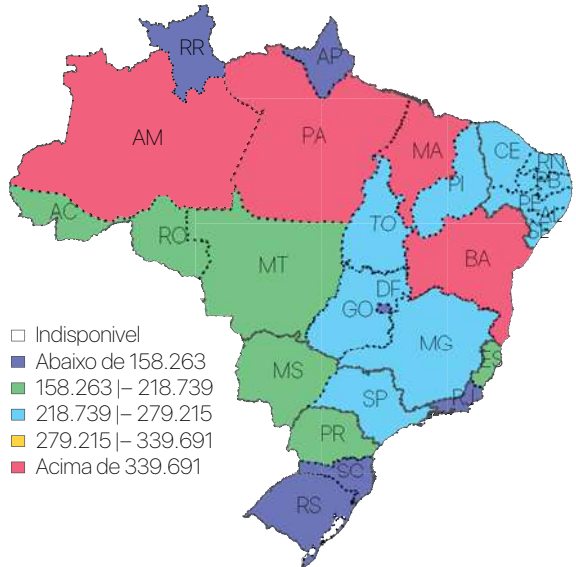 RR
AP
AM
PA
MA
CE
RN
PB
PI
PE
AL
SE
AC
TO
RO
BA
MT
DF
GO
MG
ES
MS
SP
RJ
PR
SC
RS
Indisponivel
Abaixo de 158.263
158.263 |– 218.739
218.739 |– 279.215
279.215 |– 339.691
Acima de 339.691